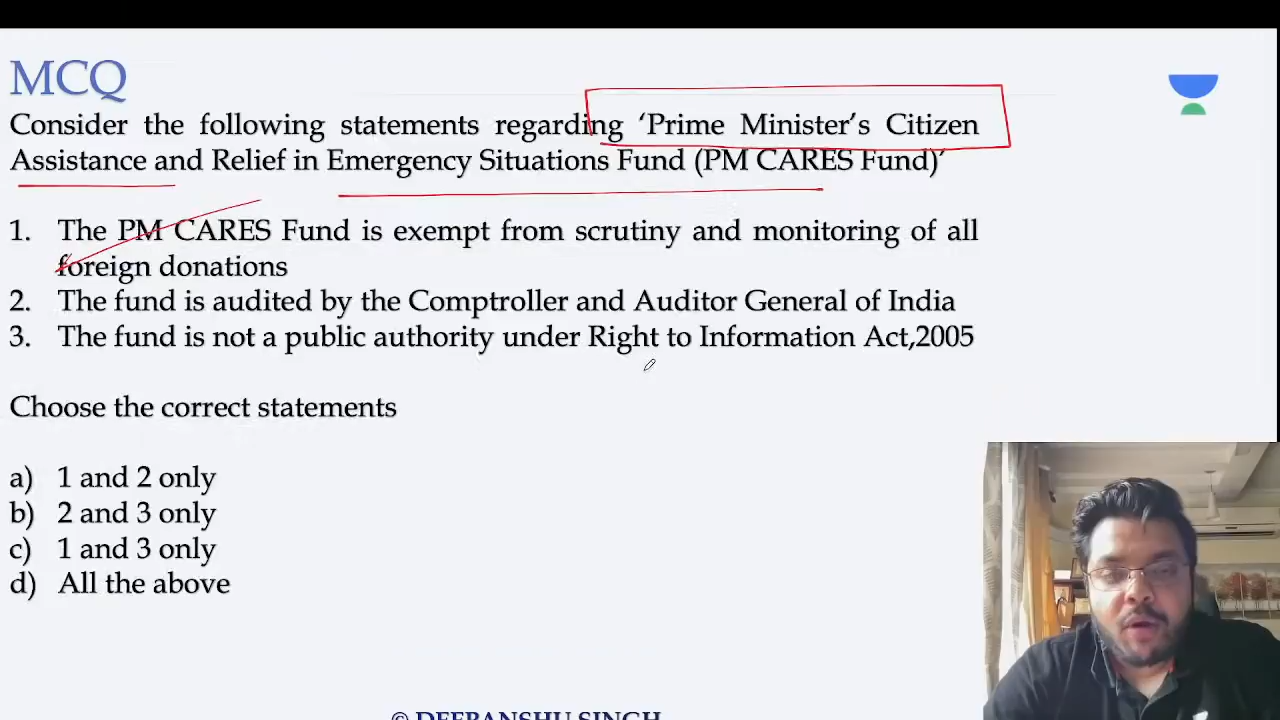 MCQ
Consider the following statements regarding ‘Prime Minister’s Citizen
Assistance and Relief in Emergency Situations Fund (PM CARES Fund)’
1. The PM CARES Fund is exempt from scrutiny and monitoring of all
foreign donations
2. The fund is audited by the Comptroller and Auditor General of India
3. The fund is not a public authority under Right to Information Act,2005
Choose the correct statements
a) 1 and 2 only
b) 2 and 3 only
c) 1 and 3 only
d) All the above
© DEEPANSHU SINGH